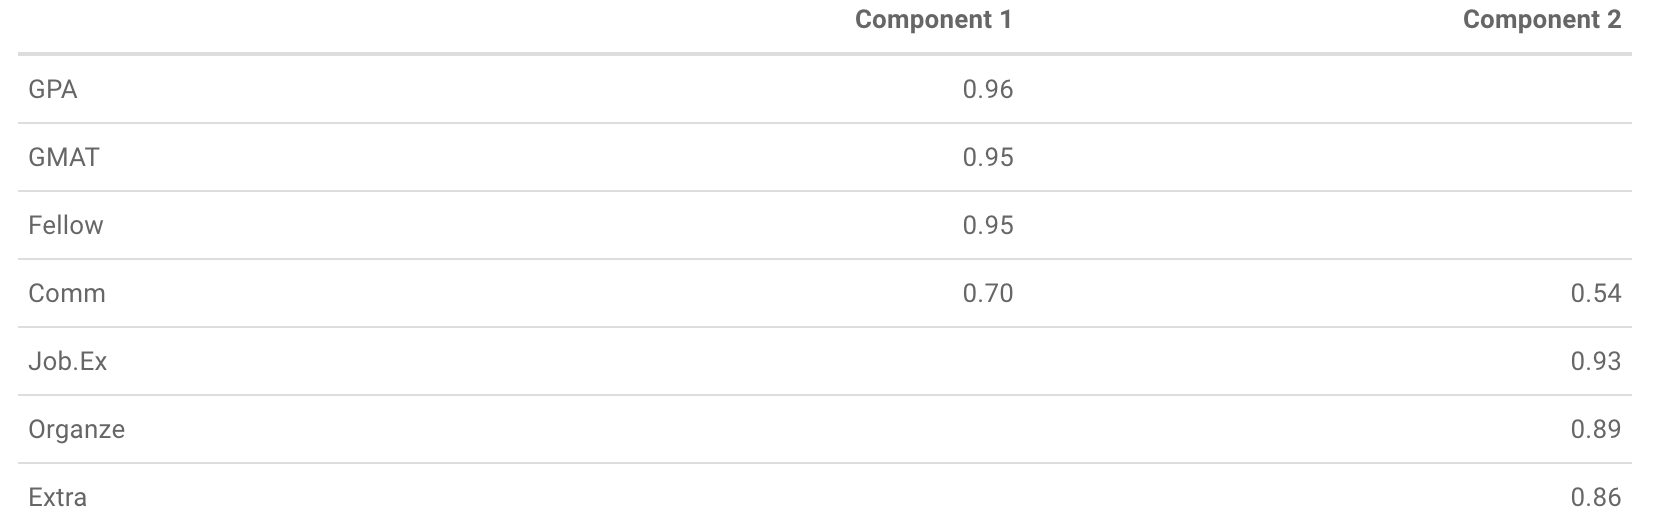 Component 1 Component 2
GPA 0.96
GMAT 0.95
Fellow 0.95
Comm 0.70 0.54
Job.Ex 0.93
Organze 0.89
Extra 0.86